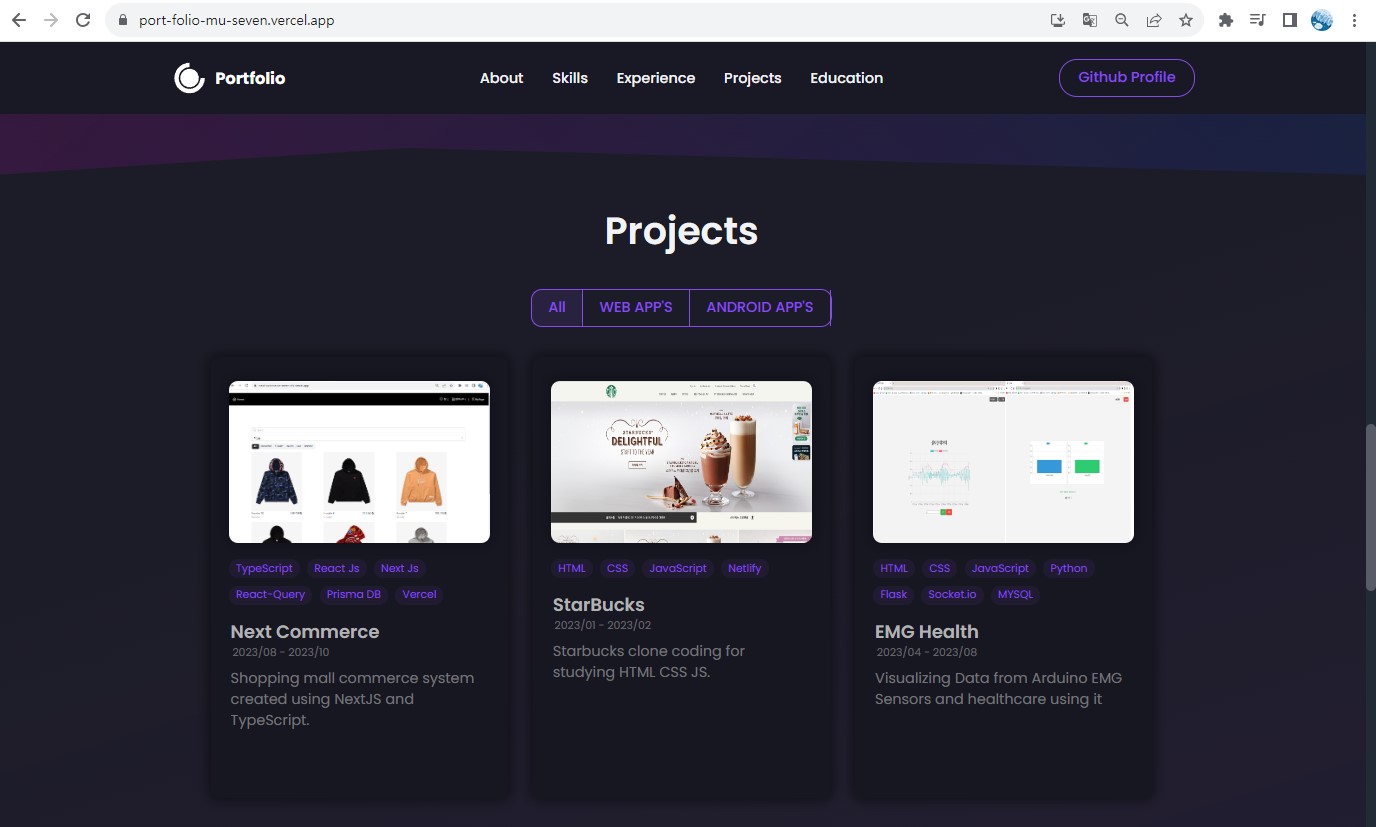 port-folio-mu-seven.vercel.app
Portfolio
About Skills Experience Projects Education
Github Profile
Projects
All WEB APP'S ANDROID APP'S
STARBUCKS
DELIGHTFUL
START TO THE YEAR
TypeScript React Js Next Js
React-Query Prisma DB Vercel
Next Commerce
2023/08 - 2023/10
Shopping mall commerce system
created using NextJS and
TypeScript.
HTML CSS JavaScript Netlify
StarBucks
2023/01 - 2023/02
Starbucks clone coding for
studying HTML CSS JS.
HTML CSS JavaScript Python
Flask Socket.io MYSQL
EMG Health
2023/04 - 2023/08
Visualizing Data from Arduino EMG
Sensors and healthcare using it